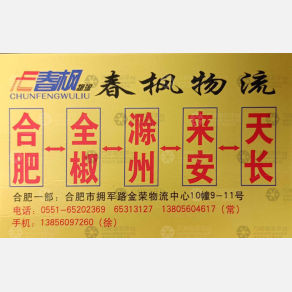 春枫 春枫物流
CHUNFENGWULIU
合肥 全椒 滁州 来安 天长
合肥一部：合肥市拥军路金荣物流中心10幢9-11号
电话：0551-65202369 65313127 13805604617（常）
手机：13856097260（徐）